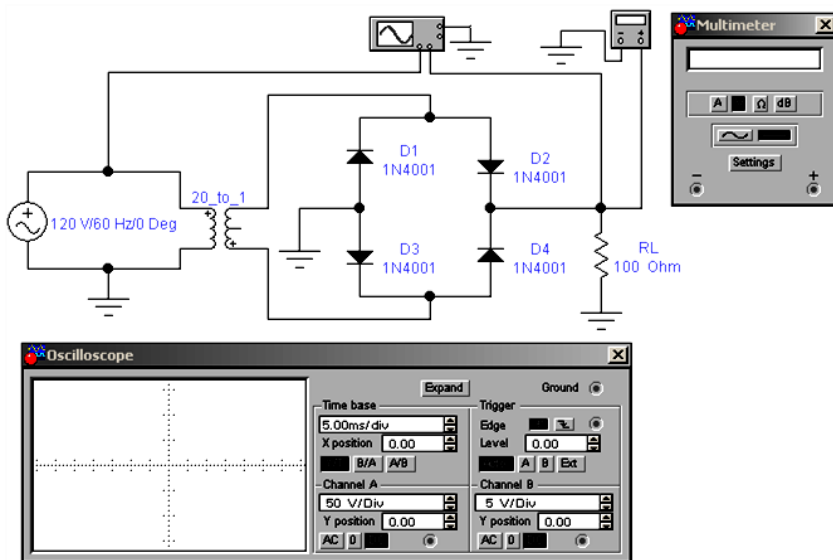 Multimeter
A Ω dB
Settings
- +
- +
D1
1N4001
D2
1N4001
20_to_1
120 V/60 Hz/0 Deg
D3
1N4001
D4
1N4001
RL
100 Ohm
Oscilloscope
Expand
Ground
Time base
5.00ms/div
X position 0.00
B/A A/B
Trigger
Edge
Level 0.00
A B Ext
Channel A
50 V/Div
Y position 0.00
AC 0
Channel B
5 V/Div
Y position 0.00
AC 0